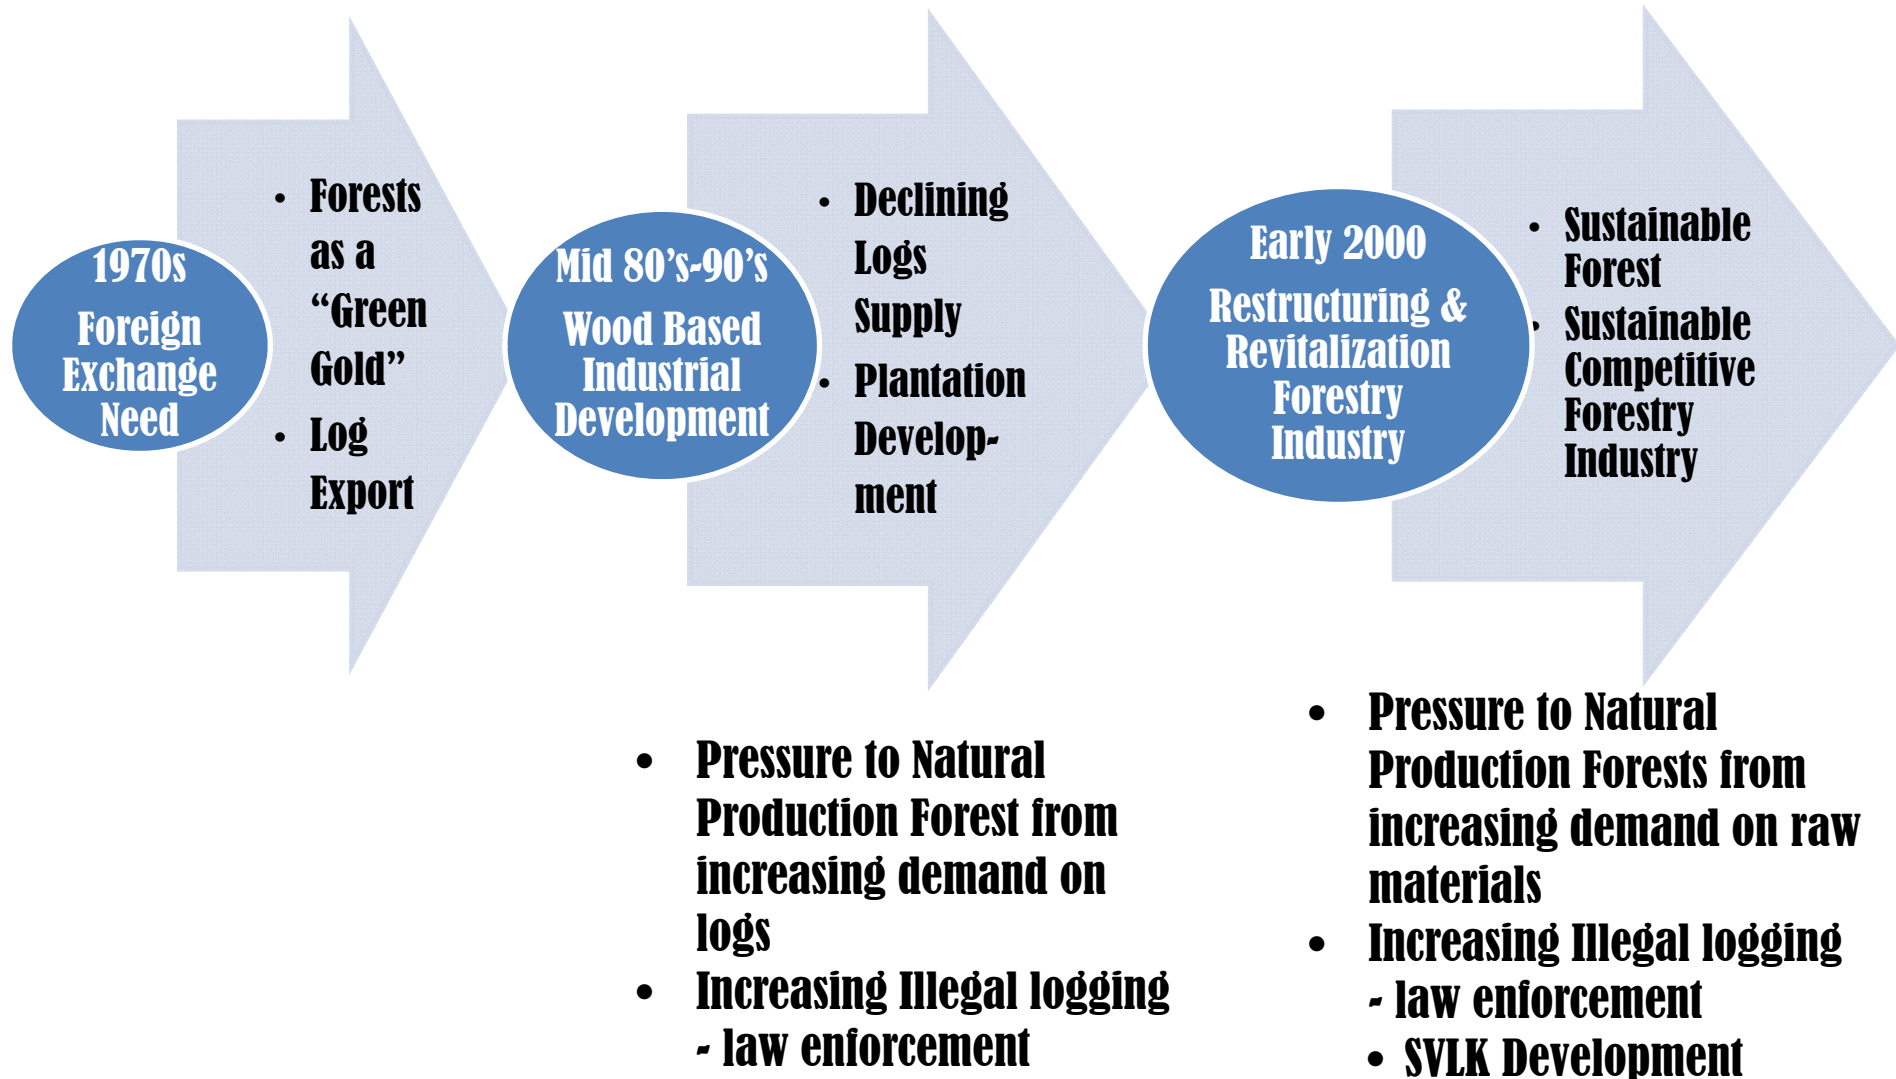 1970s
Foreign
Exchange
Need
• Forests
as a
“Green
Gold”
• Log
Export
Mid 80’s-90’s
Wood Based
Industrial
Development
• Declining
Logs
Supply
• Plantation
Develop-
ment
Early 2000
Restructuring &
Revitalization
Forestry
Industry
• Sustainable
Forest
• Sustainable
Competitive
Forestry
Industry
• Pressure to Natural
Production Forest from
increasing demand on
logs
• Increasing Illegal logging
- law enforcement
• Pressure to Natural
Production Forests from
increasing demand on raw
materials
• Increasing Illegal logging
- law enforcement
• SVLK Development